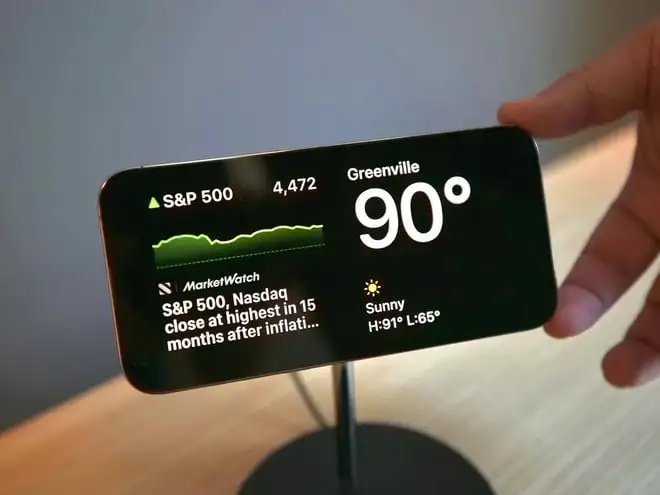 ▲S&P 500 4,472
MarketWatch
S&P 500, Nasdaq
close at highest in 15
months after inflati...
Greenville
90°
Sunny
H:91° L:65°